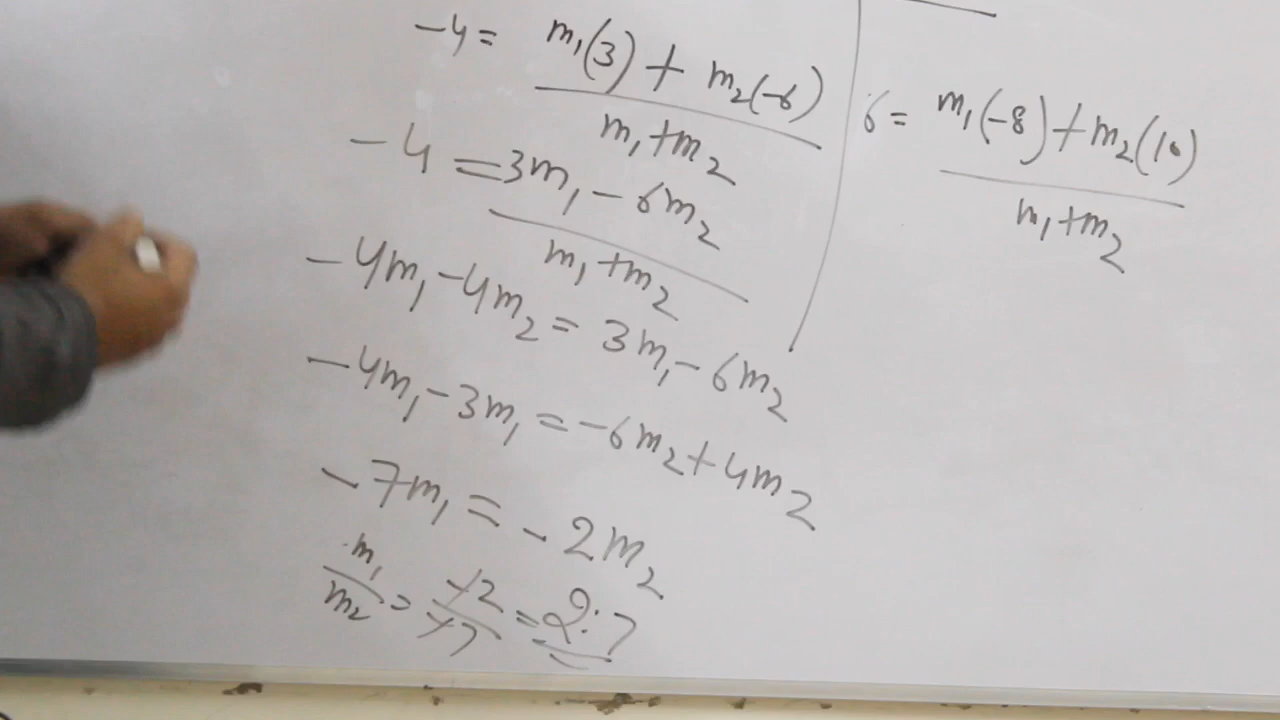 -4 = m₁(3) + m₂(-6) / m₁+m₂
-4 = 3m₁ - 6m₂ / m₁+m₂
-4m₁ - 4m₂ = 3m₁ - 6m₂
-4m₁ - 3m₁ = -6m₂ + 4m₂
-7m₁ = -2m₂
m₁/m₂ = -2/-7 = 2:7
6 = m₁(-8) + m₂(10) / m₁+m₂